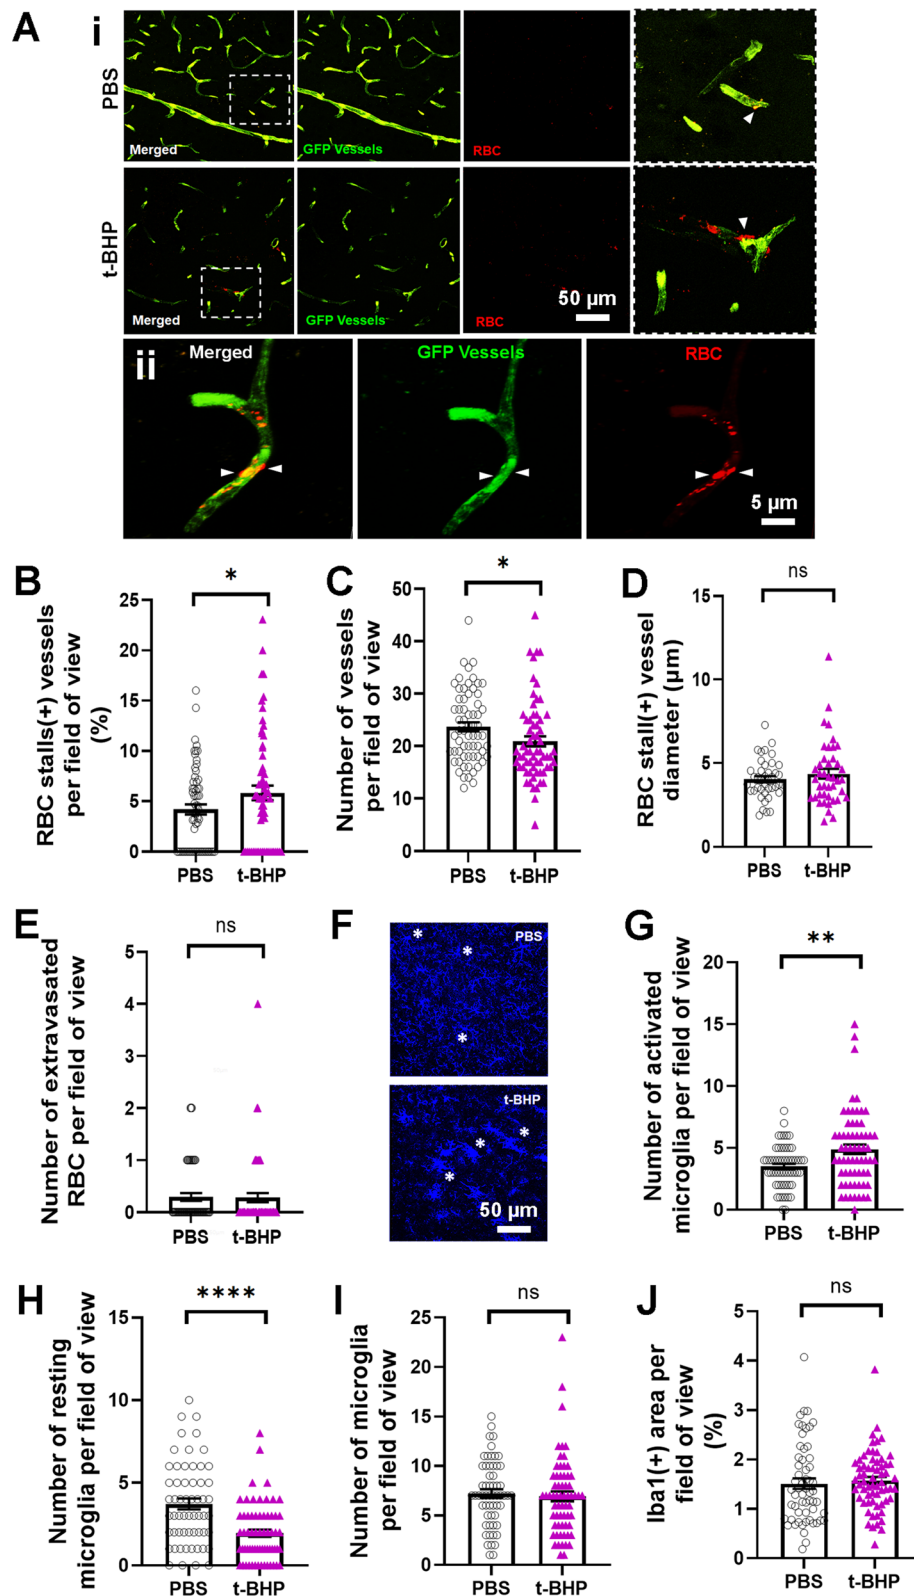 A
i
PBS
Merged
GFP Vessels
RBC
t-BHP
Merged
GFP Vessels
RBC
50 µm
ii
Merged
GFP Vessels
RBC
5 µm
B
*
RBC stalls(+) vessels
per field of view
(%)
25
20
15
10
5
0
PBS
t-BHP
C
*
Number of vessels
per field of view
50
40
30
20
10
0
PBS
t-BHP
D
ns
RBC stall(+) vessel
diameter (µm)
15
10
5
0
PBS
t-BHP
E
ns
Number of extravasated
RBC per field of view
5
4
3
2
1
0
PBS
t-BHP
F
PBS
*
*
*
t-BHP
*
*
*
50 µm
G
**
Number of activated
microglia per field of view
20
15
10
5
0
PBS
t-BHP
H
****
Number of resting
microglia per field of view
15
10
5
0
PBS
t-BHP
I
ns
Number of microglia
per field of view
25
20
15
10
5
0
PBS
t-BHP
J
ns
Iba1(+) area per
field of view
(%)
5
4
3
2
1
0
PBS
t-BHP